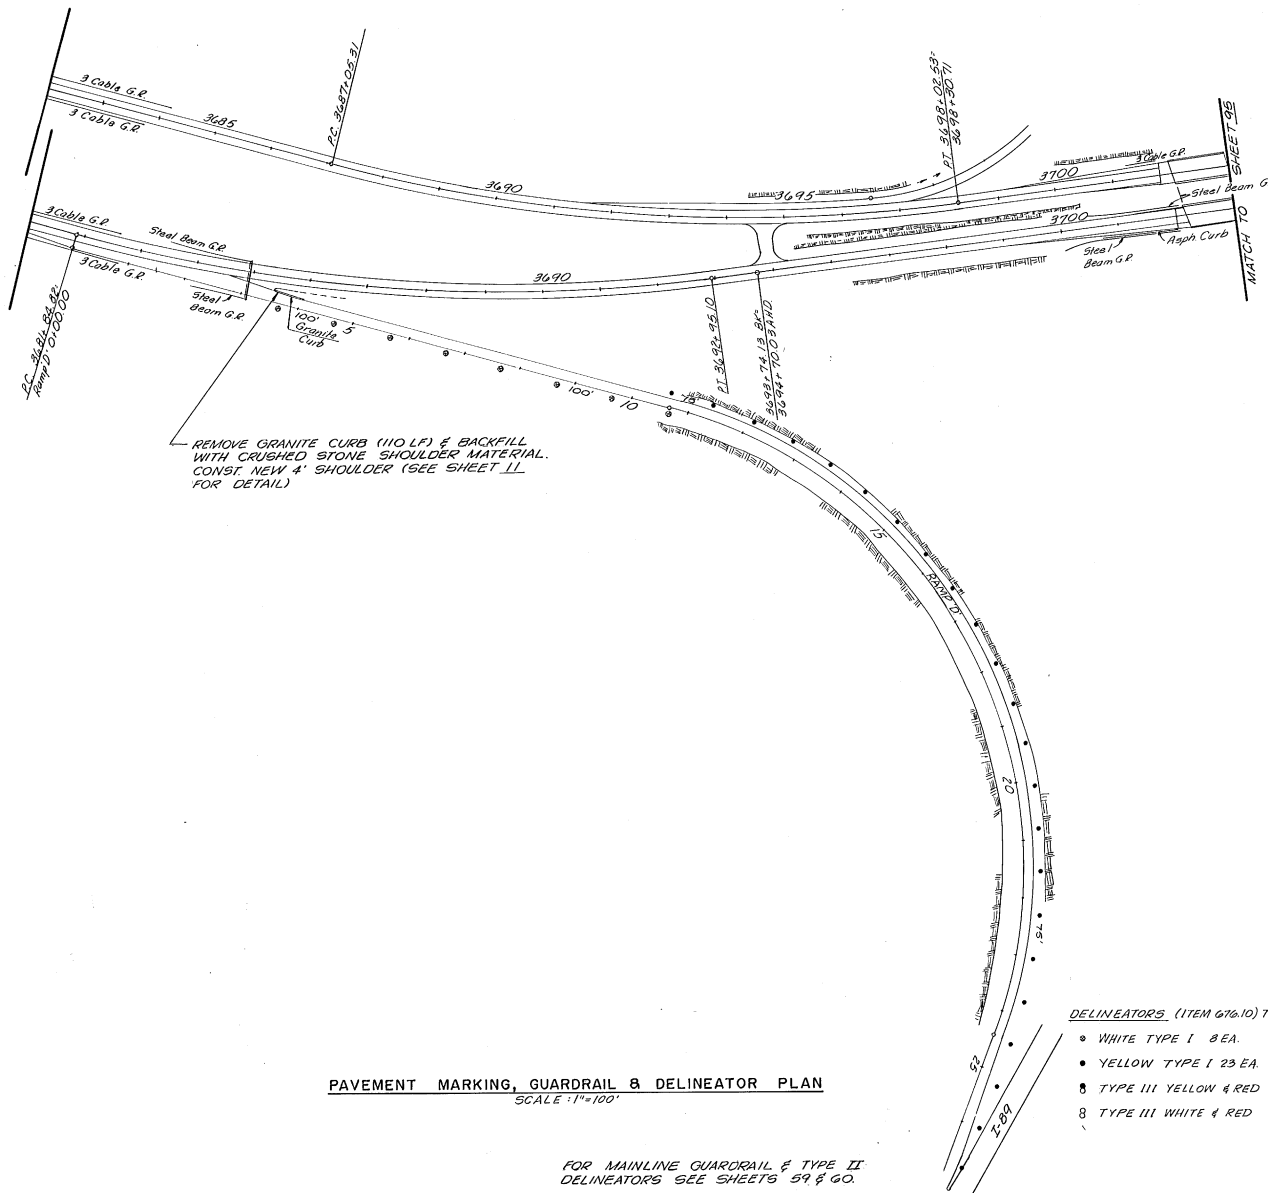 3 Cable G.R.
3 Cable G.R.
3685
P.C. 3687+05.31
3690
3695
P.T. 3698+02.53=
3698+30.71
3700
3 Cable G.R.
SHEET 95
MATCH TO
Steel Beam G
3700
Steel
Beam G.R.
Asph. Curb
3 Cable G.R.
Steel Beam G.R.
3 Cable G.R.
Steel
Beam G.R.
3690
P.C. 3681+84.82=
Ramp 'D' 0+00.00
100'
Granite
Curb
5
100'
10
P.T. 3692+95.10
3693+74.13 BK=
3694+70.03 AHD.
75'
REMOVE GRANITE CURB (110 LF) & BACKFILL
WITH CRUSHED STONE SHOULDER MATERIAL.
CONST. NEW 4' SHOULDER (SEE SHEET 11
FOR DETAIL)
15
RAMP 'D'
20
75'
25
I-89
DELINEATORS (ITEM 676.10) 7
WHITE TYPE I 8 EA.
YELLOW TYPE I 23 EA.
TYPE III YELLOW & RED
TYPE III WHITE & RED
PAVEMENT MARKING, GUARDRAIL & DELINEATOR PLAN
SCALE : 1"=100'
FOR MAINLINE GUARDRAIL & TYPE II
DELINEATORS SEE SHEETS 59 & 60.